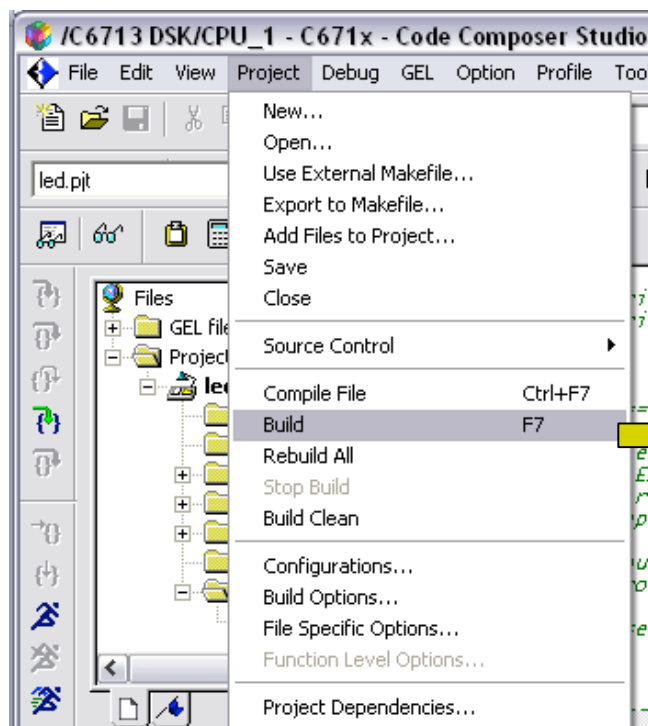 /C6713 DSK/CPU_1 - C671x - Code Composer Studio
File Edit View Project Debug GEL Option Profile Too
led.pjt
New...
Open...
Use External Makefile...
Export to Makefile...
Add Files to Project...
Save
Close
Source Control
Compile File Ctrl+F7
Build F7
Rebuild All
Stop Build
Build Clean
Configurations...
Build Options...
File Specific Options...
Function Level Options...
Project Dependencies...
Files
GEL file
Project
led